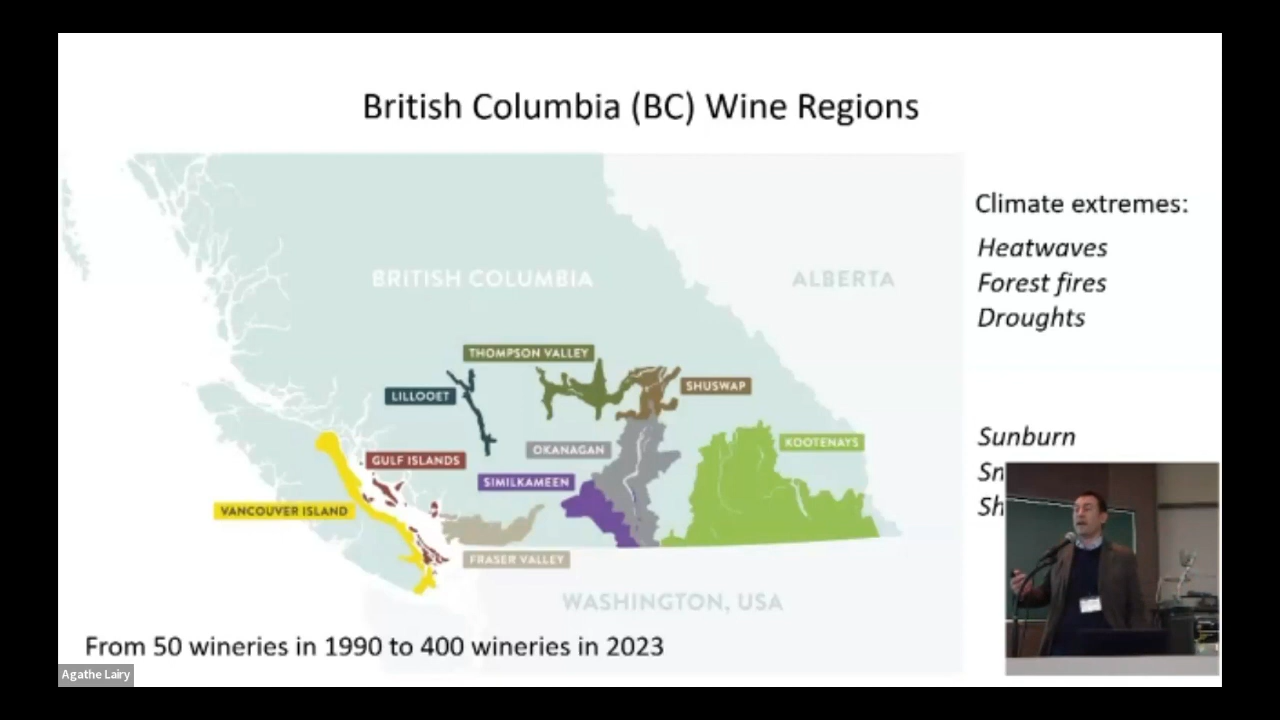 British Columbia (BC) Wine Regions
Climate extremes:
Heatwaves
Forest fires
Droughts
BRITISH COLUMBIA
ALBERTA
THOMPSON VALLEY
LILLOOET
SHUSWAP
OKANAGAN
KOOTENAYS
GULF ISLANDS
SIMILKAMEEN
VANCOUVER ISLAND
FRASER VALLEY
WASHINGTON, USA
Sunburn
From 50 wineries in 1990 to 400 wineries in 2023
Agathe Lairy